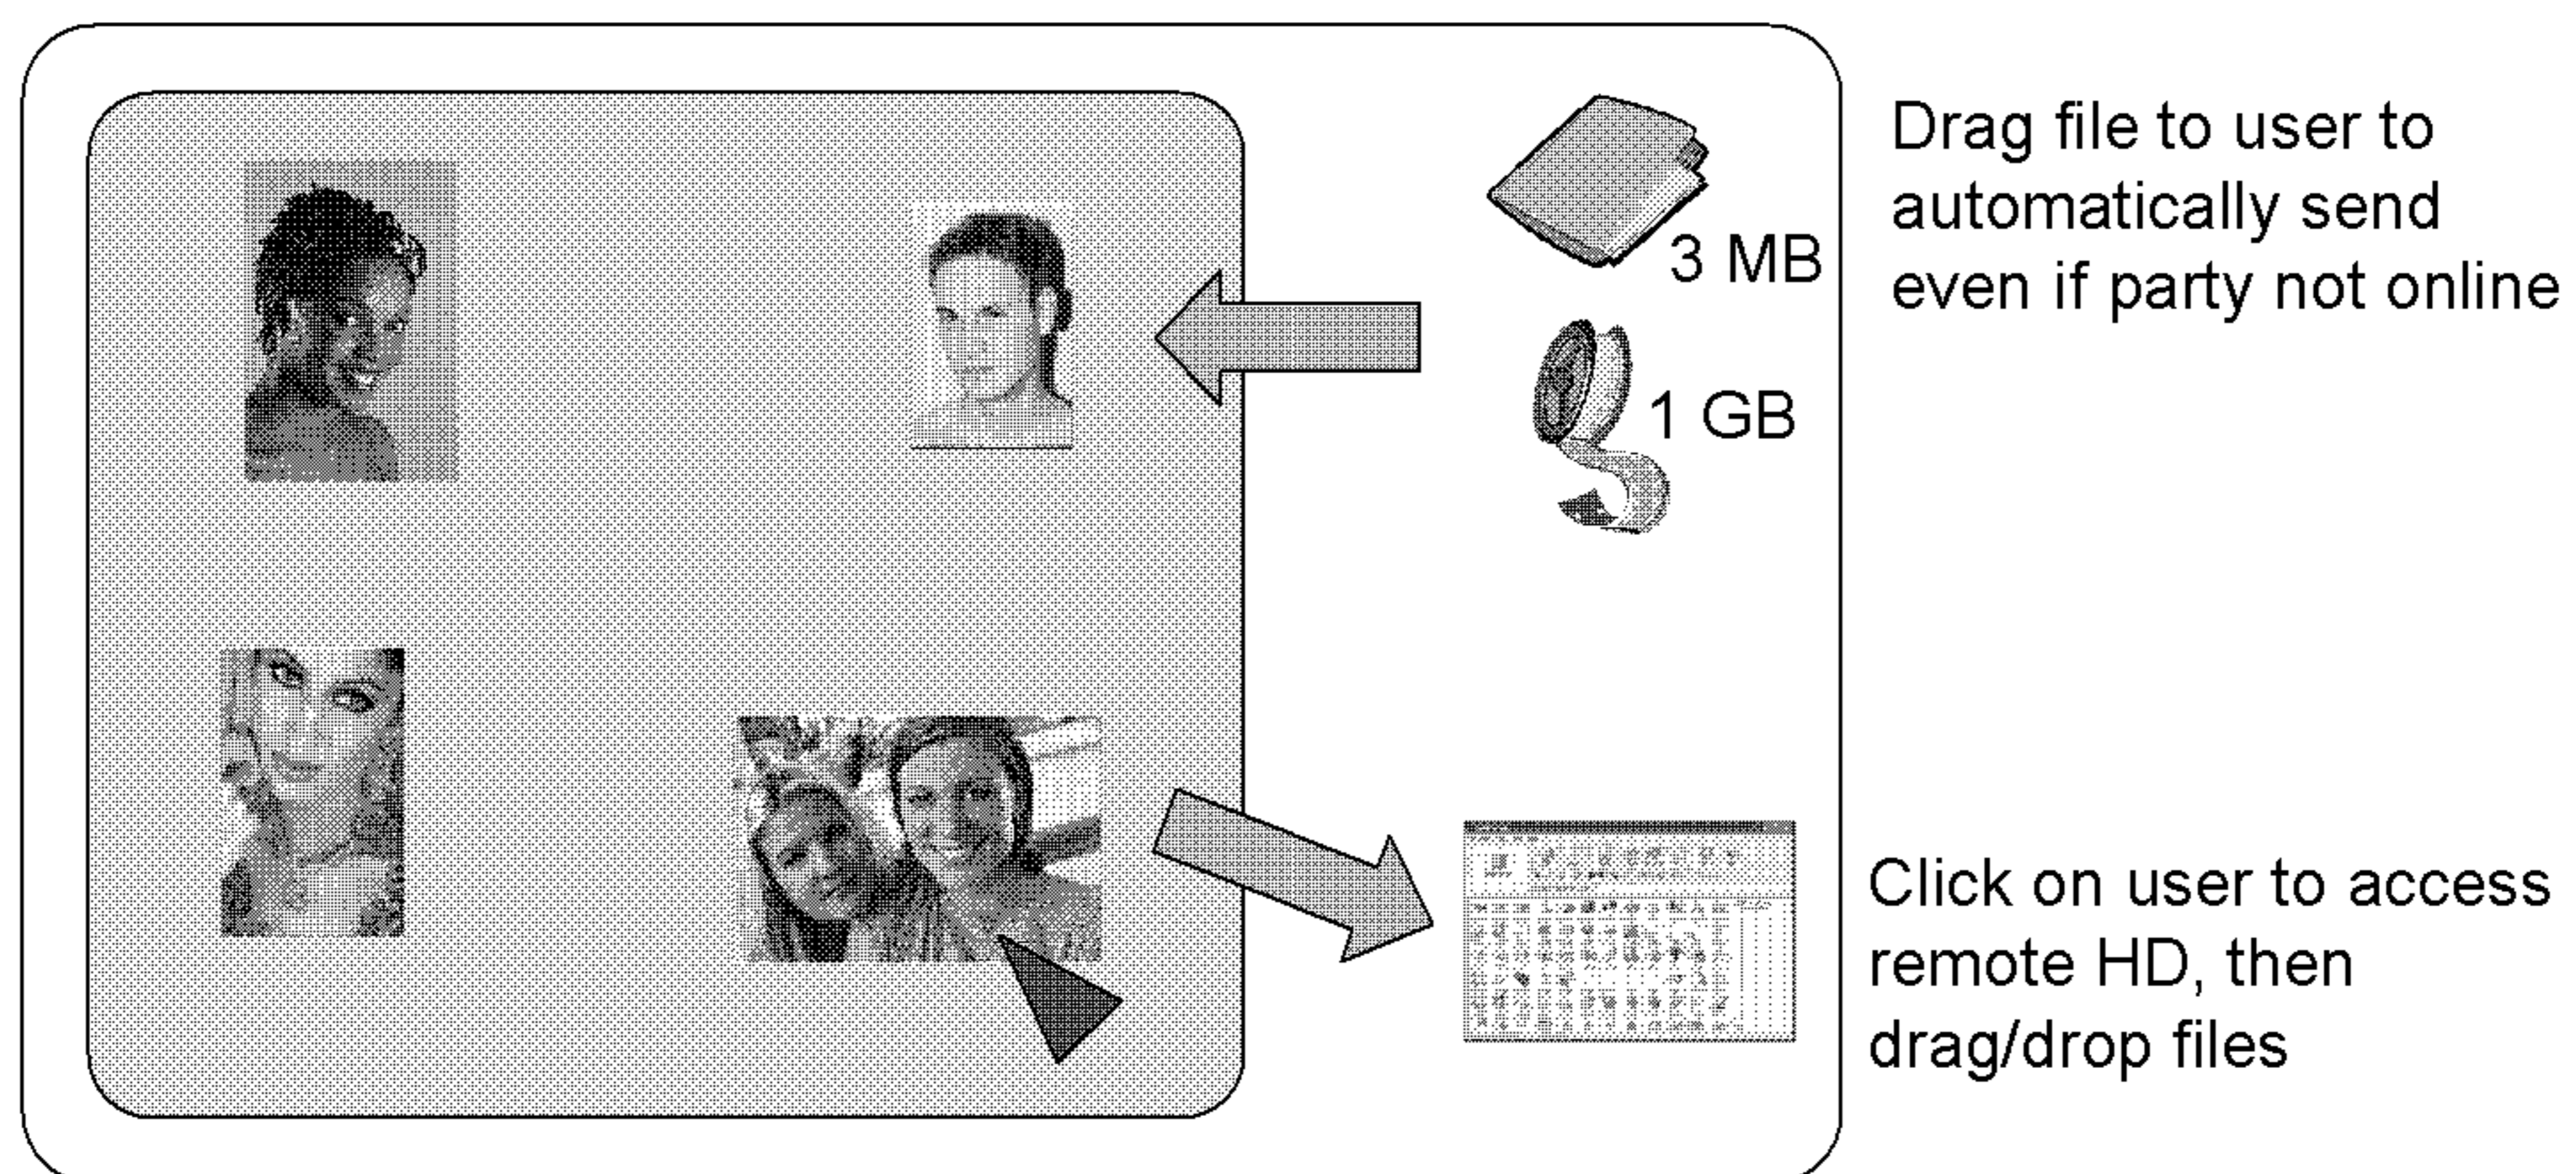 Drag file to user to
automatically send
even if party not online
3 MB
1 GB
Click on user to access
remote HD, then
drag/drop files